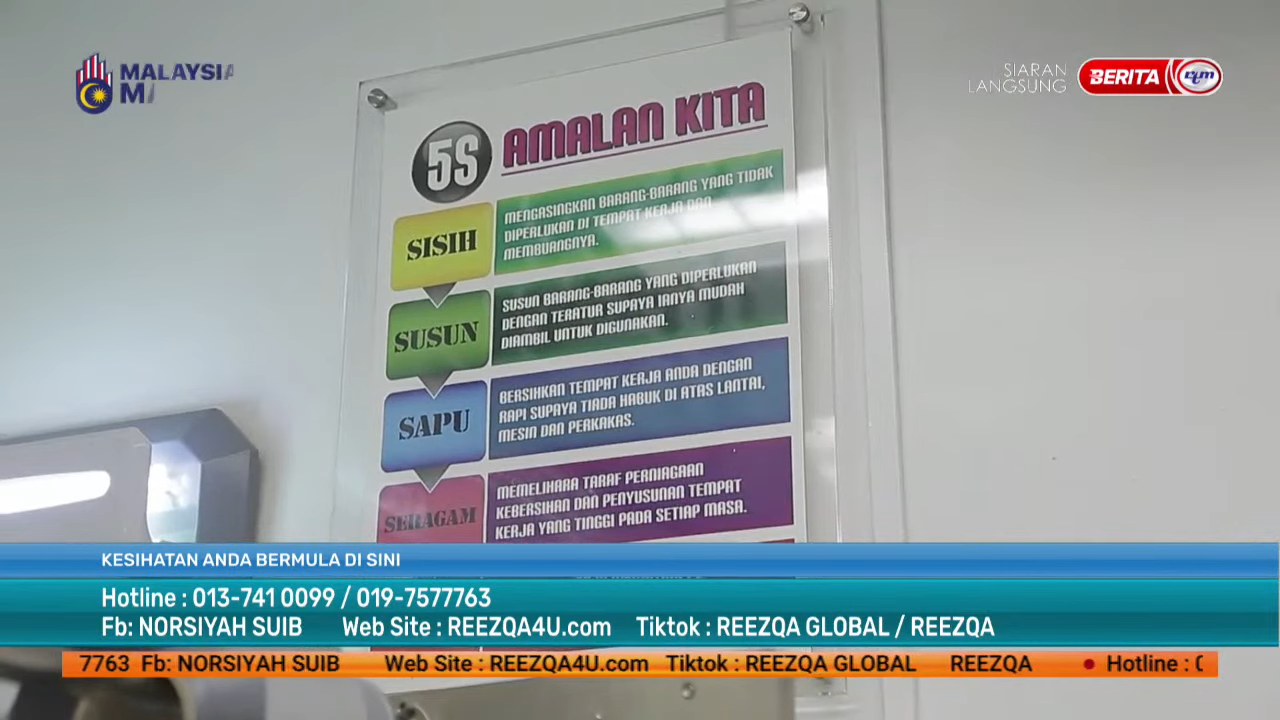 MALAYSIA
MA
SIARAN
LANGSUNG
BERITA rtm
5S AMALAN KITA
SISIH
MENGASINGKAN BARANG-BARANG YANG TIDAK
DIPERLUKAN DI TEMPAT KERJA DAN
MEMBUANGNYA.
SUSUN
SUSUN BARANG-BARANG YANG DIPERLUKAN
DENGAN TERATUR SUPAYA IANYA MUDAH
DIAMBIL UNTUK DIGUNAKAN.
SAPU
BERSIHKAN TEMPAT KERJA ANDA DENGAN
RAPI SUPAYA TIADA HABUK DI ATAS LANTAI,
MESIN DAN PERKAKAS.
SERAGAM
MEMELIHARA TARAF PERNIAGAAN
KEBERSIHAN DAN PENYUSUNAN TEMPAT
KERJA YANG TINGGI PADA SETIAP MASA.
KESIHATAN ANDA BERMULA DI SINI
Hotline : 013-741 0099 / 019-7577763
Fb: NORSIYAH SUIB Web Site : REEZQA4U.com Tiktok : REEZQA GLOBAL / REEZQA
7763 Fb: NORSIYAH SUIB Web Site : REEZQA4U.com Tiktok : REEZQA GLOBAL REEZQA • Hotline :